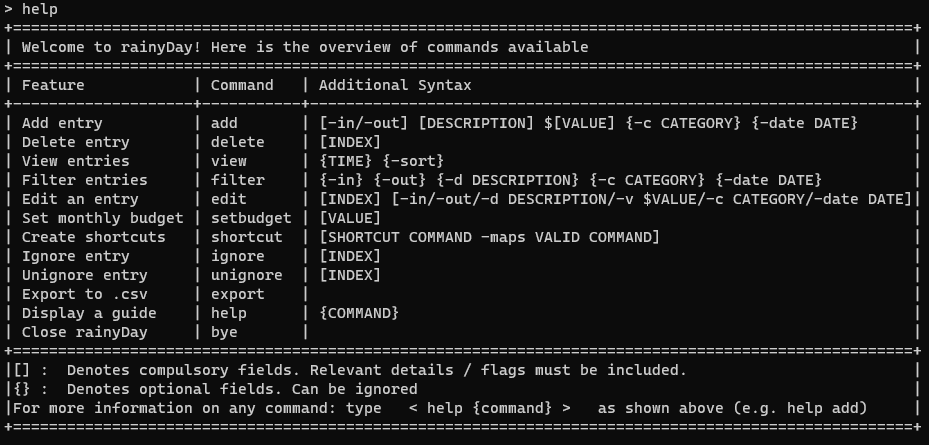 > help
+====================================================================================================+
| Welcome to rainyDay! Here is the overview of commands available                                    |
+====================================================================================================+
| Feature            | Command   | Additional Syntax                                                 |
+--------------------+-----------+-------------------------------------------------------------------+
| Add entry          | add       | [-in/-out] [DESCRIPTION] $[VALUE] {-c CATEGORY} {-date DATE}      |
| Delete entry       | delete    | [INDEX]                                                           |
| View entries       | view      | {TIME} {-sort}                                                    |
| Filter entries     | filter    | {-in} {-out} {-d DESCRIPTION} {-c CATEGORY} {-date DATE}          |
| Edit an entry      | edit      | [INDEX] [-in/-out/-d DESCRIPTION/-v $VALUE/-c CATEGORY/-date DATE]|
| Set monthly budget | setbudget | [VALUE]                                                           |
| Create shortcuts   | shortcut  | [SHORTCUT COMMAND -maps VALID COMMAND]                            |
| Ignore entry       | ignore    | [INDEX]                                                           |
| Unignore entry     | unignore  | [INDEX]                                                           |
| Export to .csv     | export    |                                                                   |
| Display a guide    | help      | {COMMAND}                                                         |
| Close rainyDay     | bye       |                                                                   |
+====================================================================================================+
|[] :  Denotes compulsory fields. Relevant details / flags must be included.                         |
|{} :  Denotes optional fields. Can be ignored                                                       |
|For more information on any command: type   < help {command} >   as shown above (e.g. help add)     |
+====================================================================================================+